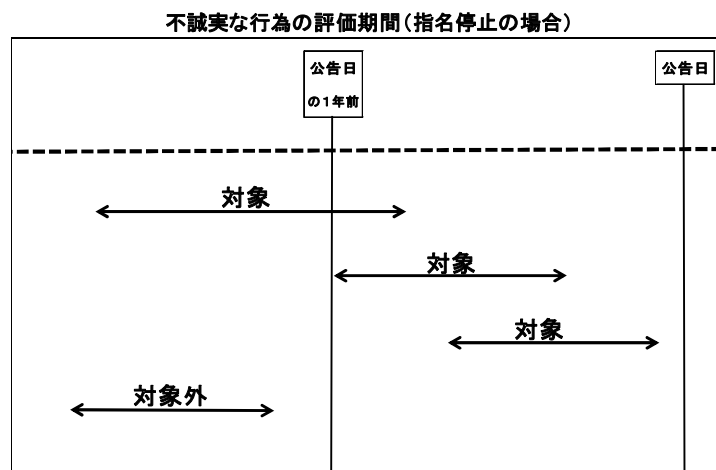 不誠実な行為の評価期間（指名停止の場合）
公告日
の１年前
公告日
対象
対象
対象
対象外